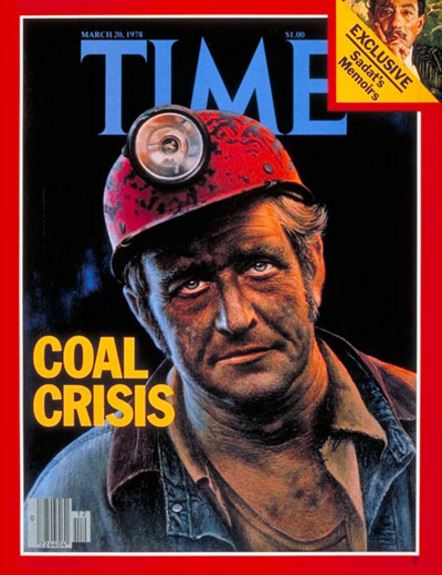 MARCH 20, 1978
$1.00
TIME
EXCLUSIVE
Sadat's
Memoirs
COAL
CRISIS